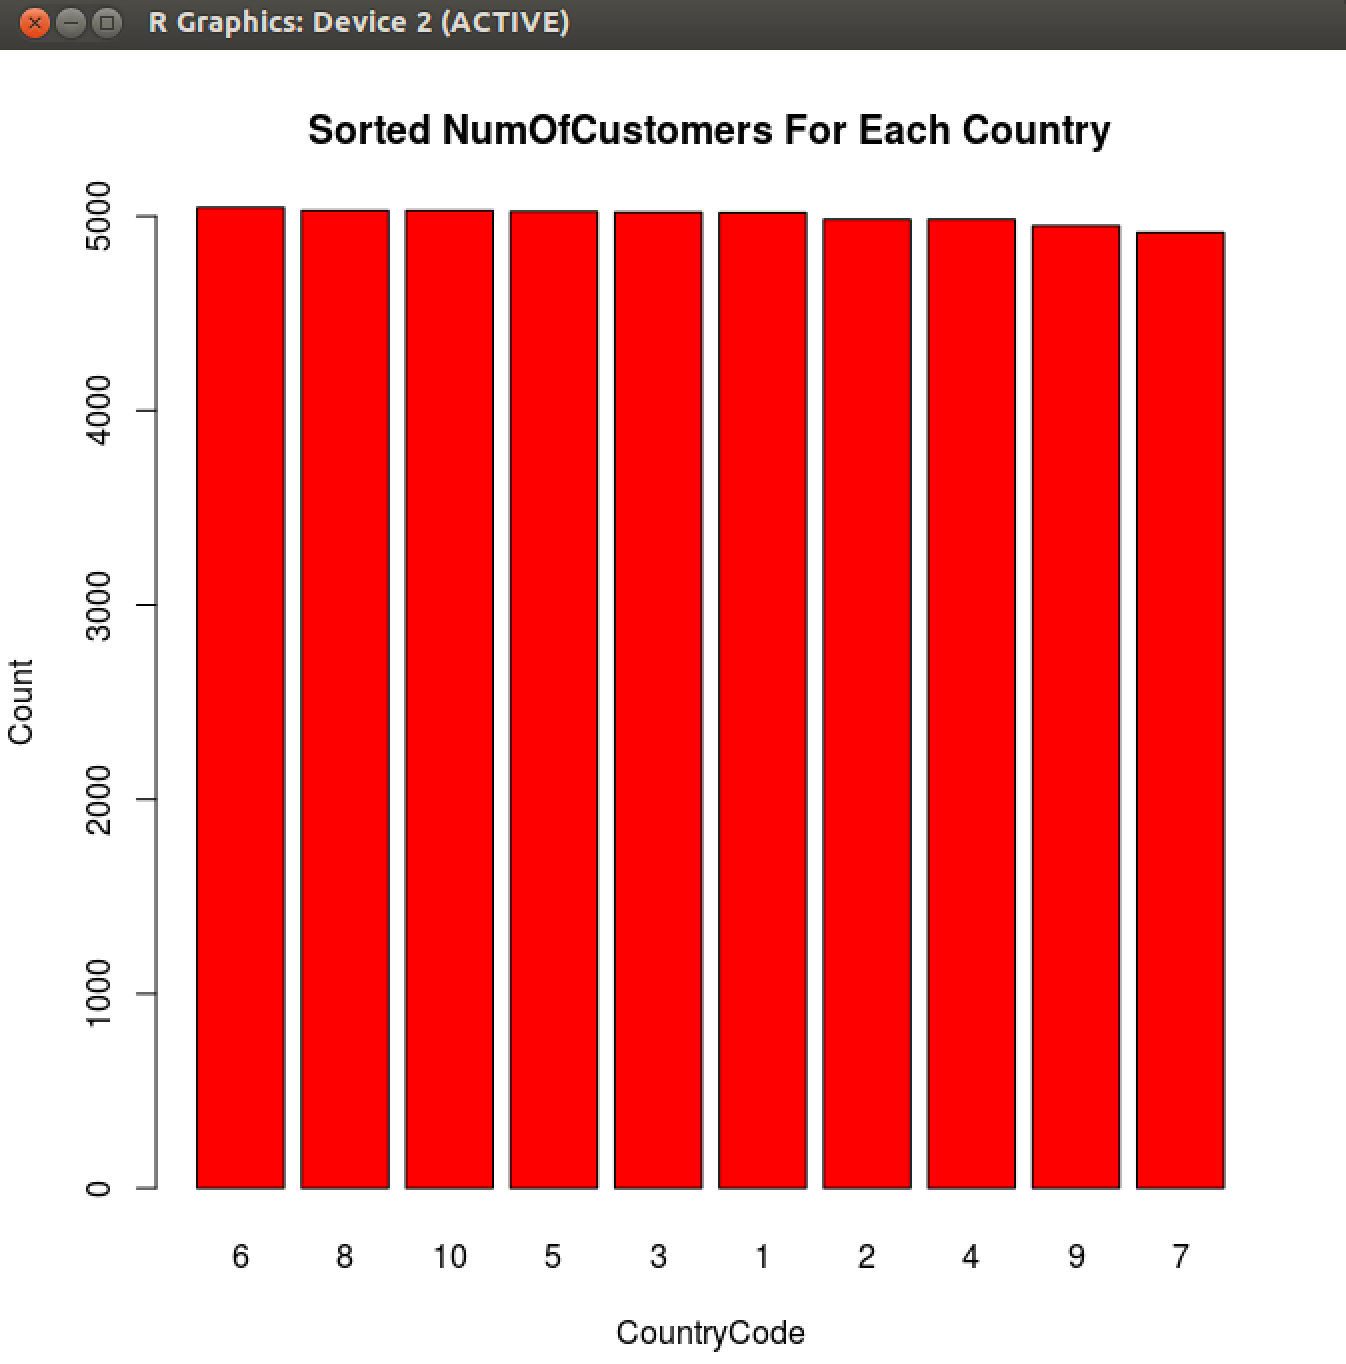 R Graphics: Device 2 (ACTIVE)
Sorted NumOfCustomers For Each Country
5000
4000
3000
2000
1000
0
Count
6 8 10 5 3 1 2 4 9 7
CountryCode